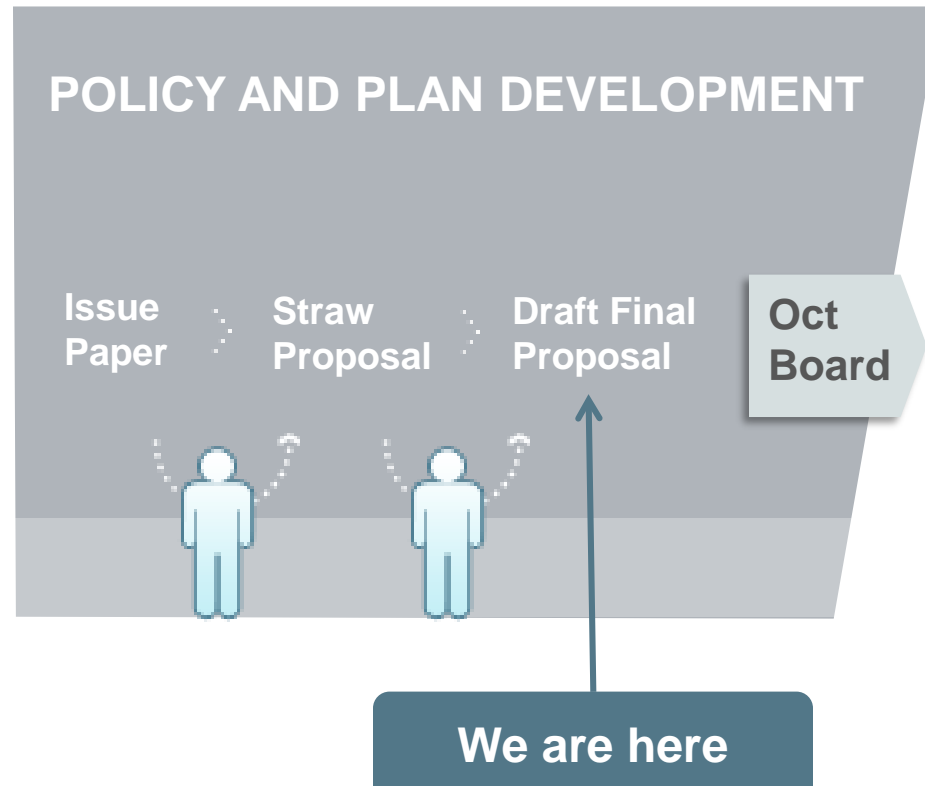 POLICY AND PLAN DEVELOPMENT
Issue
Paper
Straw
Proposal
Draft Final
Proposal
Oct
Board
We are here